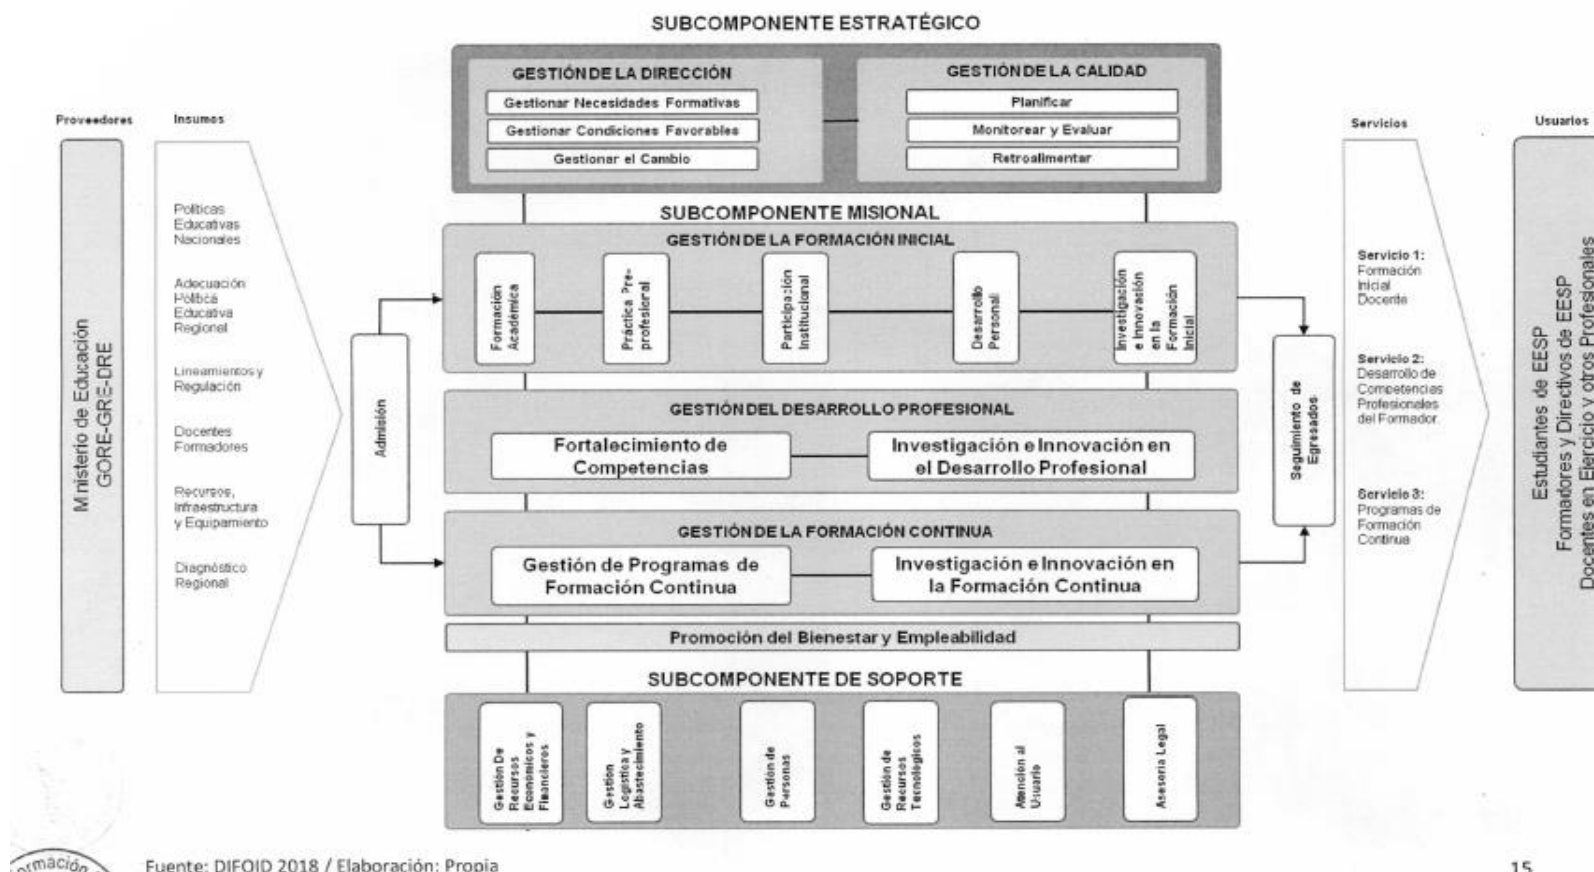 SUBCOMPONENTE ESTRATÉGICO
GESTIÓN DE LA DIRECCIÓN
Gestionar Necesidades Formativas
Gestionar Condiciones Favorables
Gestionar el Cambio
GESTIÓN DE LA CALIDAD
Planificar
Monitorear y Evaluar
Retroalimentar
Proveedores
Ministerio de Educación
GORE-GRE-DRE
Insumos
Políticas
Educativas
Nacionales
Adecuación
Política
Educativa
Regional
Lineamientos y
Regulación
Docentes
Formadores
Recursos,
Infraestructura
y Equipamiento
Diagnóstico
Regional
Admisión
SUBCOMPONENTE MISIONAL
GESTIÓN DE LA FORMACIÓN INICIAL
Formación
Académica
Práctica Pre-
profesional
Participación
Institucional
Desarrollo
Personal
Investigación
e Innovación
en la
Formación
Inicial
GESTIÓN DEL DESARROLLO PROFESIONAL
Fortalecimiento de
Competencias
Investigación e Innovación en
el Desarrollo Profesional
GESTIÓN DE LA FORMACIÓN CONTINUA
Gestión de Programas de
Formación Continua
Investigación e Innovación en
la Formación Continua
Promoción del Bienestar y Empleabilidad
SUBCOMPONENTE DE SOPORTE
Gestión De
Recursos
Económicos y
Financieros
Gestión
Logística y
Abastecimiento
Gestión de
Personas
Gestión de
Recursos
Tecnológicos
Atención al
Usuario
Asesoría Legal
Seguimiento de
Egresados
Servicios
Servicio 1:
Formación
Inicial
Docente
Servicio 2:
Desarrollo de
Competencias
Profesionales
del Formador.
Servicio 3:
Programas de
Formación
Continua
Usuarios
Estudiantes de EESP
Formadores y Directivos de EESP
Docentes en Ejercicio y otros Profesionales
Fuente: DIFOID 2018 / Elaboración: Propia
15